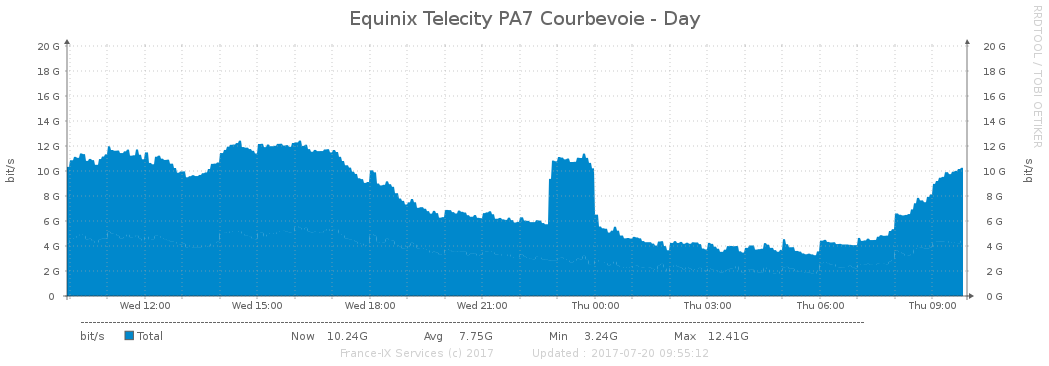 Equinix Telecity PA7 Courbevoie - Day
RRDTOOL / TOBI OETIKER
bit/s
20 G 20 G
18 G 18 G
16 G 16 G
14 G 14 G
12 G 12 G
10 G 10 G
8 G 8 G
6 G 6 G
4 G 4 G
2 G 2 G
0 0 G
bit/s
Wed 12:00 Wed 15:00 Wed 18:00 Wed 21:00 Thu 00:00 Thu 03:00 Thu 06:00 Thu 09:00
bit/s Total Now 10.24G Avg 7.75G Min 3.24G Max 12.41G
France-IX Services (c) 2017 Updated : 2017-07-20 09:55:12